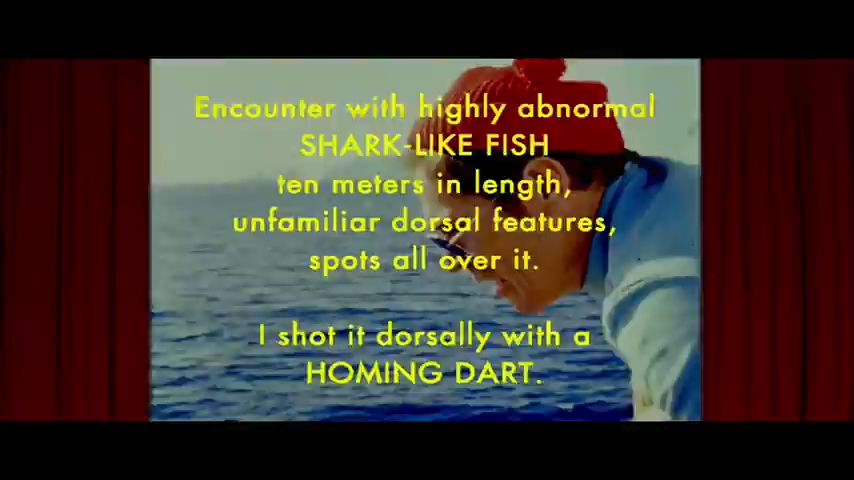 Encounter with highly abnormal
SHARK-LIKE FISH
ten meters in length,
unfamiliar dorsal features,
spots all over it.
I shot it dorsally with a
HOMING DART.